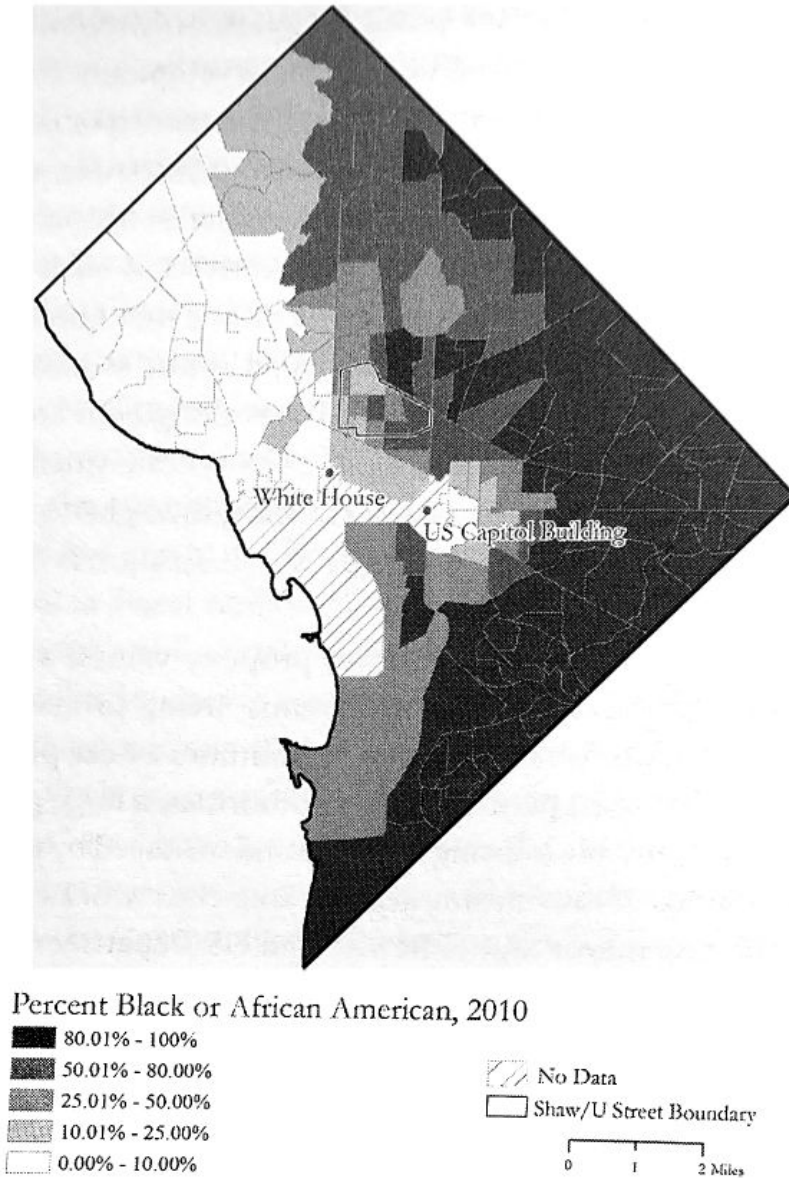 White House
US Capitol Building
Percent Black or African American, 2010
80.01% - 100%
50.01% - 80.00%
25.01% - 50.00%
10.01% - 25.00%
0.00% - 10.00%
No Data
Shaw/U Street Boundary
0 1 2 Miles